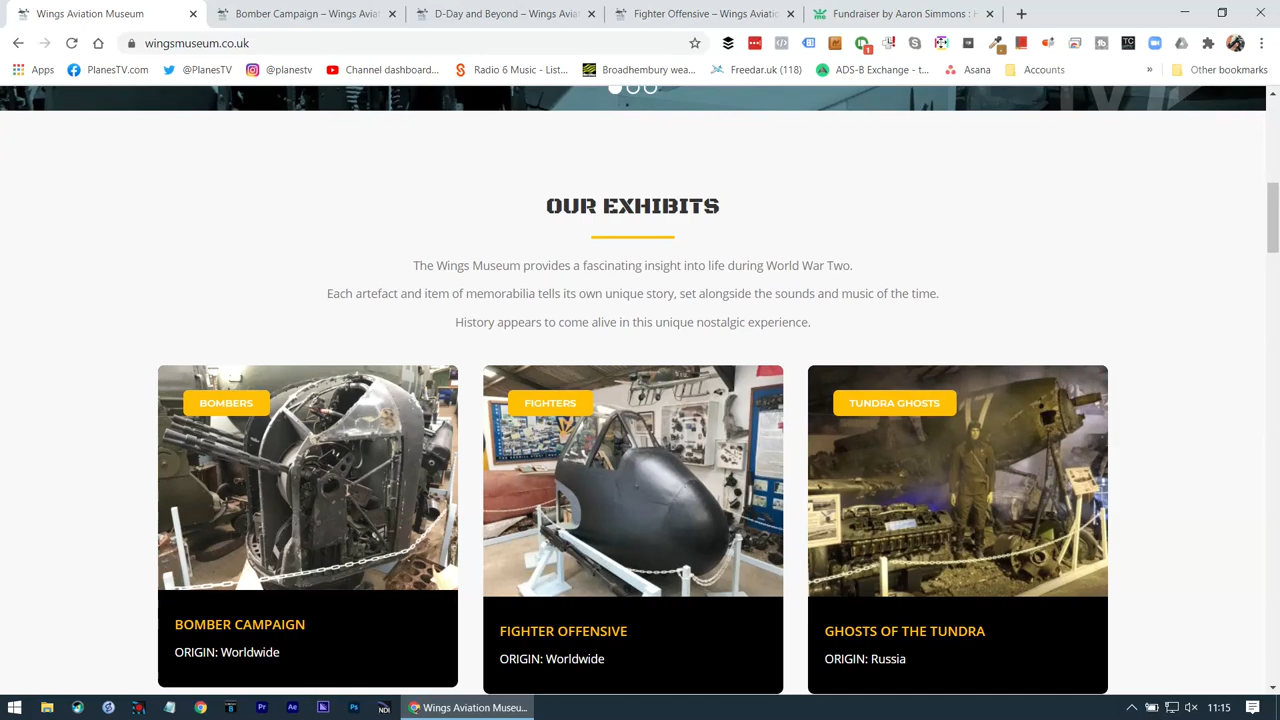 Wings Aviation Museum
Bomber Campaign – Wings Aviat
D-Day and Beyond – Wings Aviat
Fighter Offensive – Wings Aviatio
Fundraiser by Aaron Simmons : H
wingsmuseum.co.uk
Apps
PlanesTV.com
@PlanesTV
@planestv
Channel dashboard...
Radio 6 Music - List...
Broadhembury wea...
Freedar.uk (118)
ADS-B Exchange - t...
Asana
Accounts
»
Other bookmarks
OUR EXHIBITS
The Wings Museum provides a fascinating insight into life during World War Two.
Each artefact and item of memorabilia tells its own unique story, set alongside the sounds and music of the time.
History appears to come alive in this unique nostalgic experience.
BOMBERS
FIGHTERS
TUNDRA GHOSTS
BOMBER CAMPAIGN
ORIGIN: Worldwide
FIGHTER OFFENSIVE
ORIGIN: Worldwide
GHOSTS OF THE TUNDRA
ORIGIN: Russia
Wings Aviation Museu...
11:15